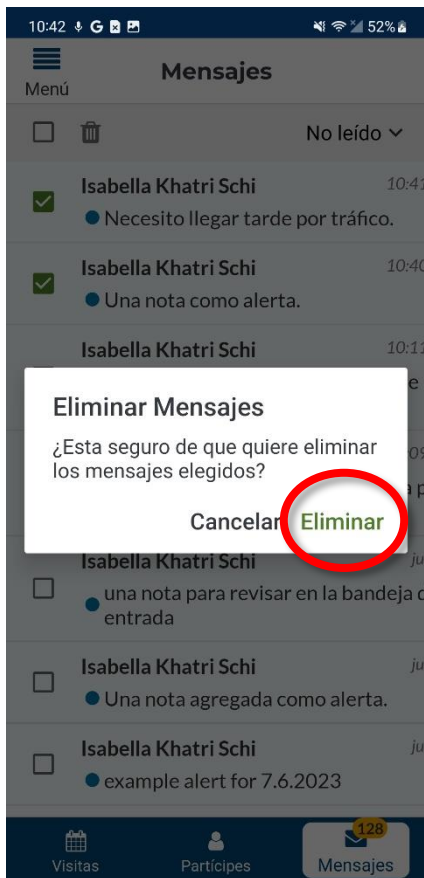 10:42 G 52%
Menú
Mensajes
No leído
Isabella Khatri Schi 10:41
Necesito llegar tarde por tráfico.
Isabella Khatri Schi 10:40
Una nota como alerta.
Isabella Khatri Schi 10:11
e
Eliminar Mensajes
¿Esta seguro de que quiere eliminar
los mensajes elegidos?
Cancelar Eliminar
Isabella Khatri Schi ju
una nota para revisar en la bandeja d
entrada
Isabella Khatri Schi ju
Una nota agregada como alerta.
Isabella Khatri Schi ju
example alert for 7.6.2023
128
Visitas Partícipes Mensajes